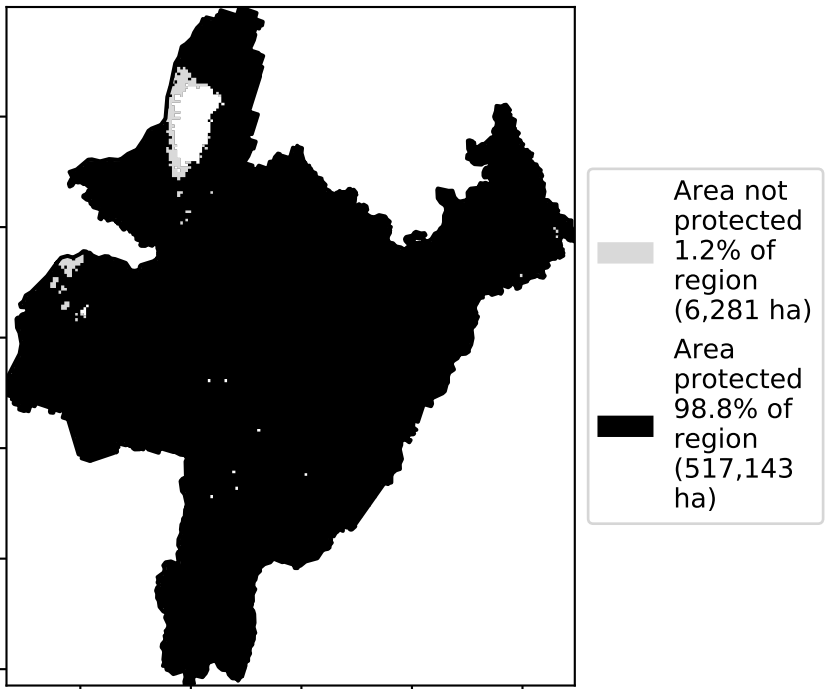 Area not
protected
1.2% of
region
(6,281 ha)
Area
protected
98.8% of
region
(517,143
ha)